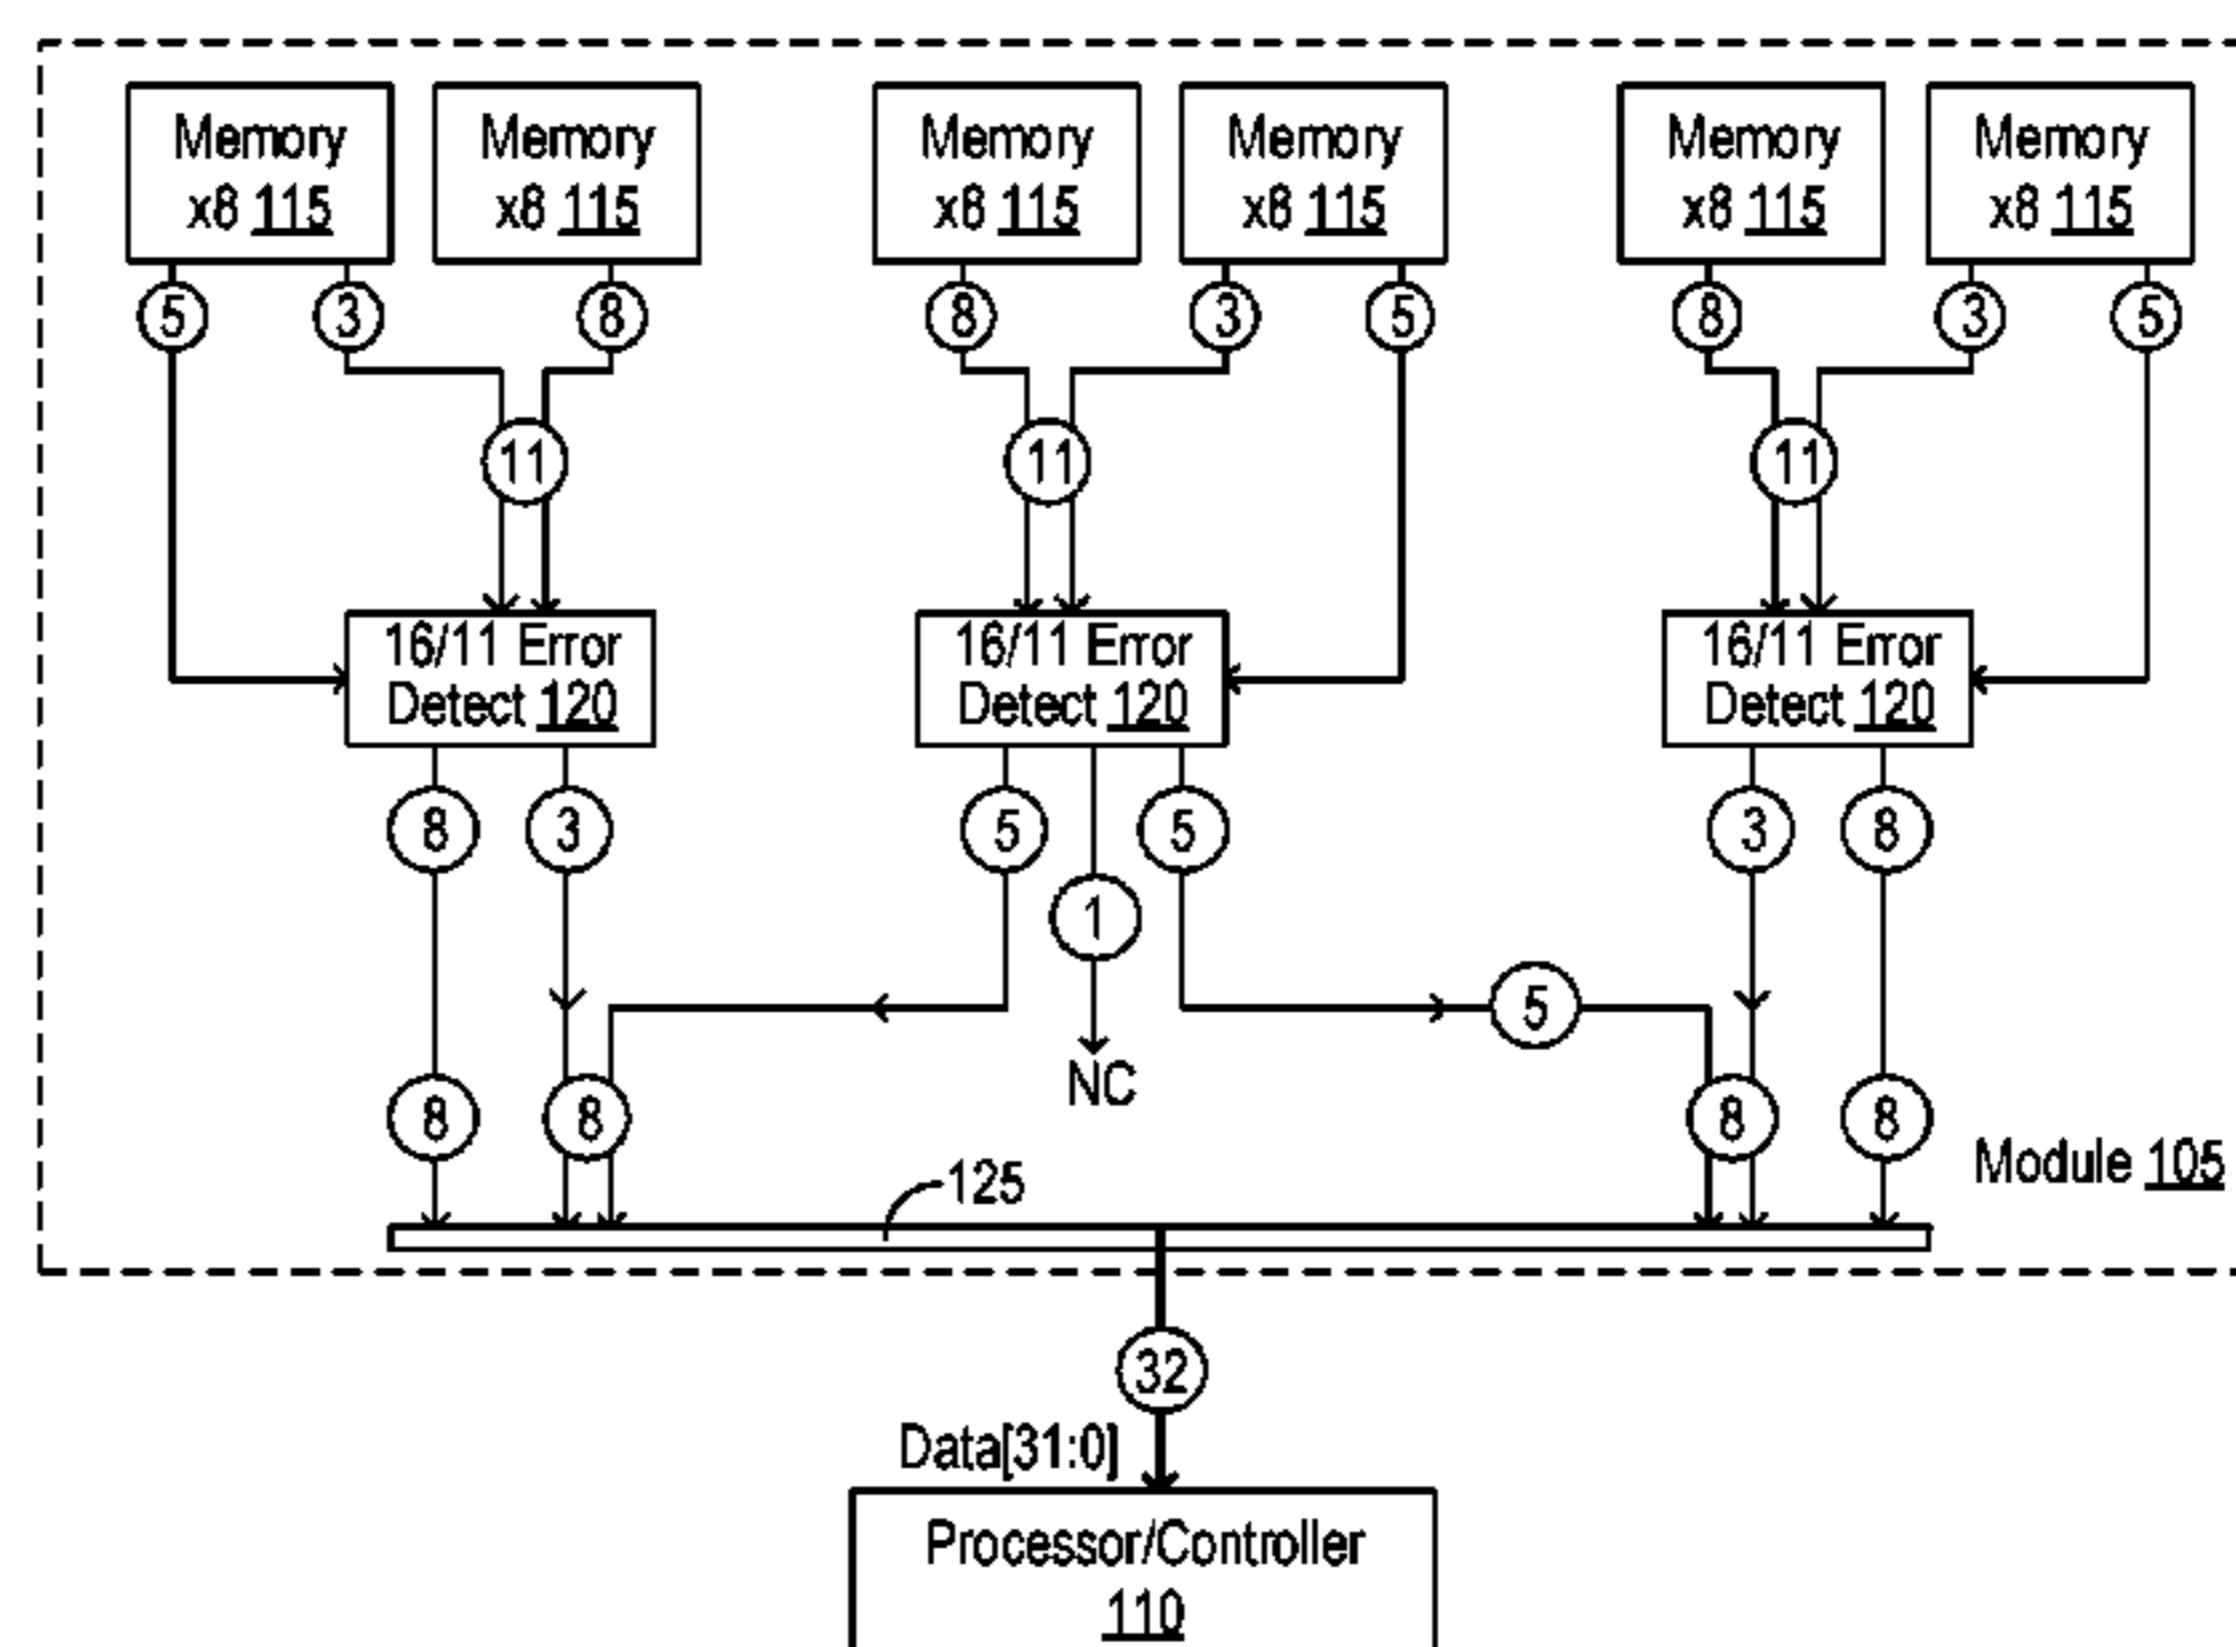 Memory
x8 115
Memory
x8 115
Memory
x8 115
Memory
x8 115
Memory
x8 115
Memory
x8 115
5
3
8
8
3
5
8
3
5
11
11
11
16/11 Error
Detect 120
16/11 Error
Detect 120
16/11 Error
Detect 120
8
3
5
5
3
8
1
5
NC
8
8
8
8
Module 105
125
32
Data[31:0]
Processor/Controller
110